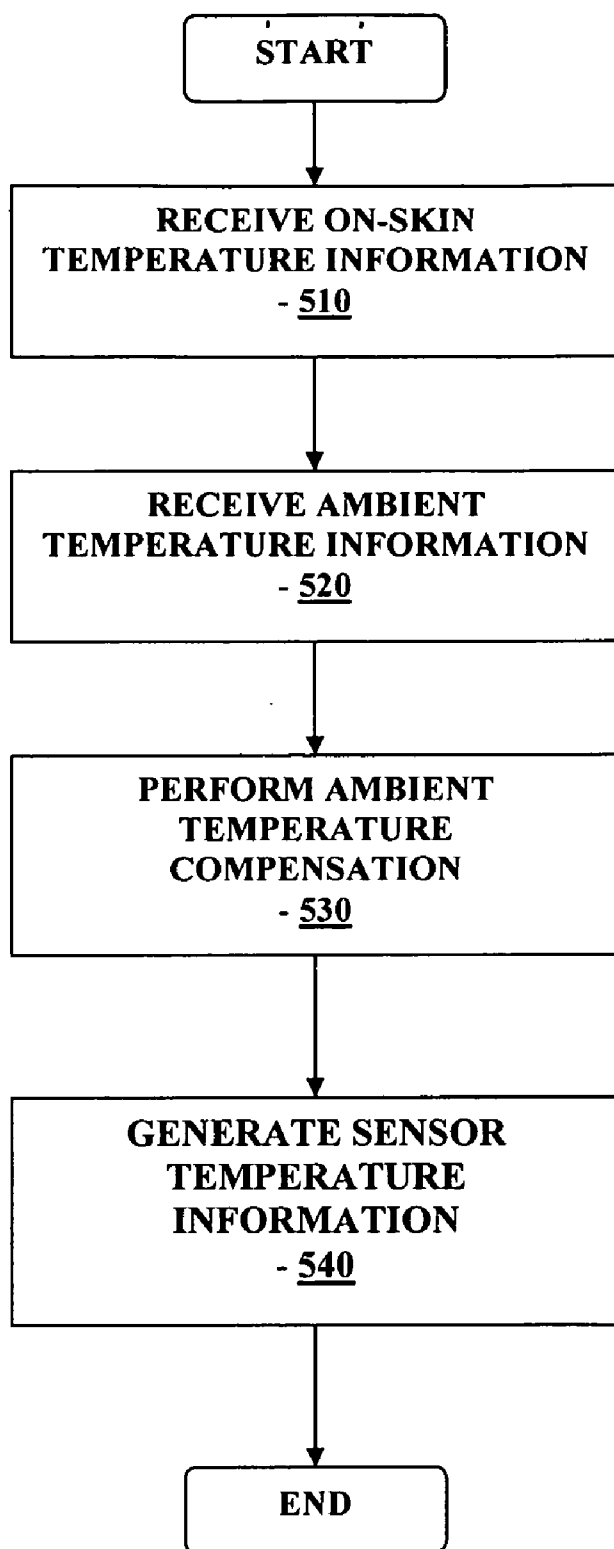 START
RECEIVE ON-SKIN
TEMPERATURE INFORMATION
- 510
RECEIVE AMBIENT
TEMPERATURE INFORMATION
- 520
PERFORM AMBIENT
TEMPERATURE
COMPENSATION
- 530
GENERATE SENSOR
TEMPERATURE
INFORMATION
- 540
END